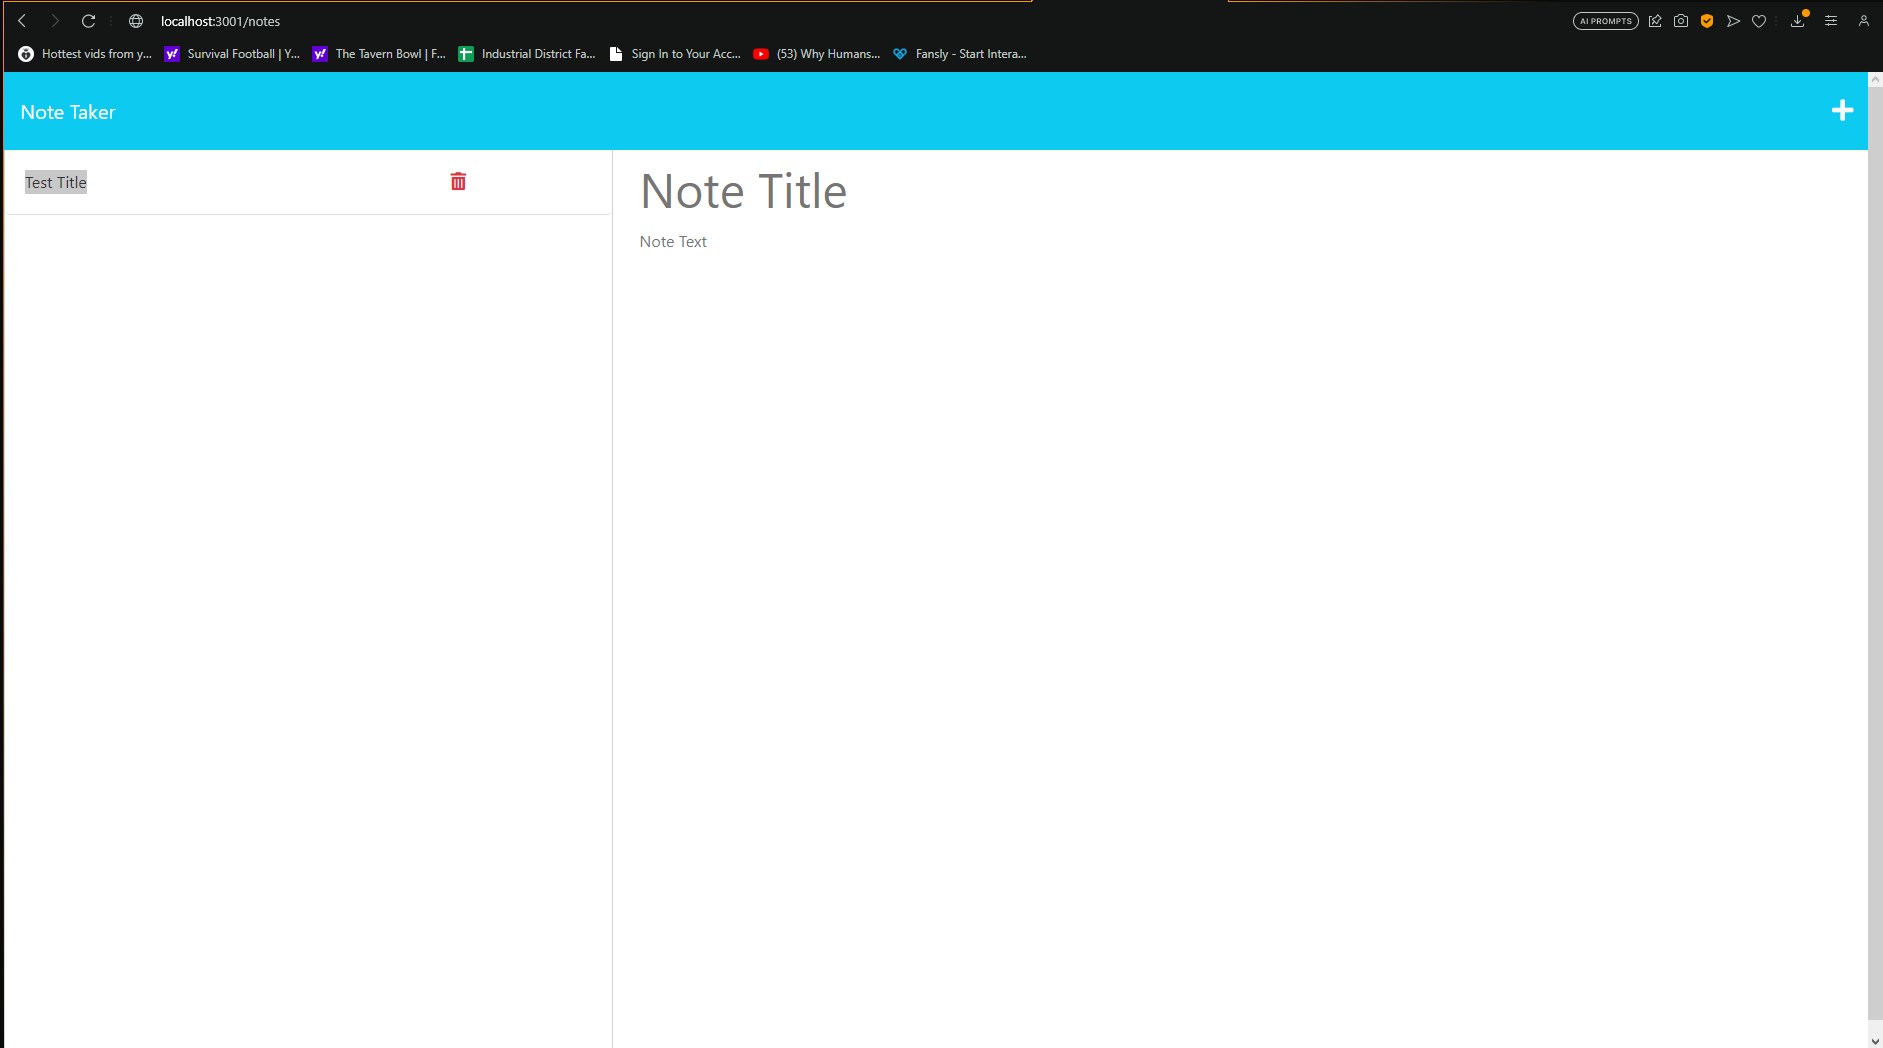 localhost:3001/notes
AI PROMPTS
Hottest vids from y... Survival Football | Y... The Tavern Bowl | F... Industrial District Fa... Sign In to Your Acc... (53) Why Humans... Fansly - Start Intera...
Note Taker
Test Title
Note Title
Note Text